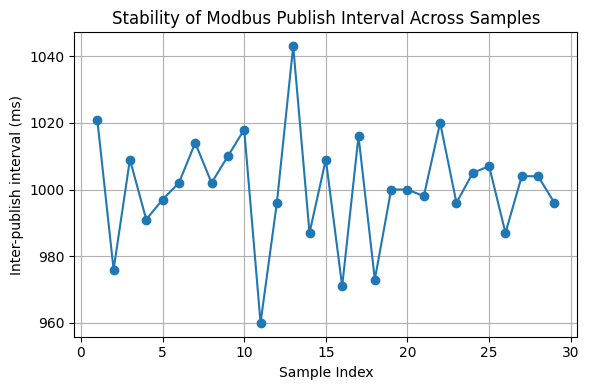 Stability of Modbus Publish Interval Across Samples
Inter-publish interval (ms)
1040
1020
1000
980
960
0 5 10 15 20 25 30
Sample Index